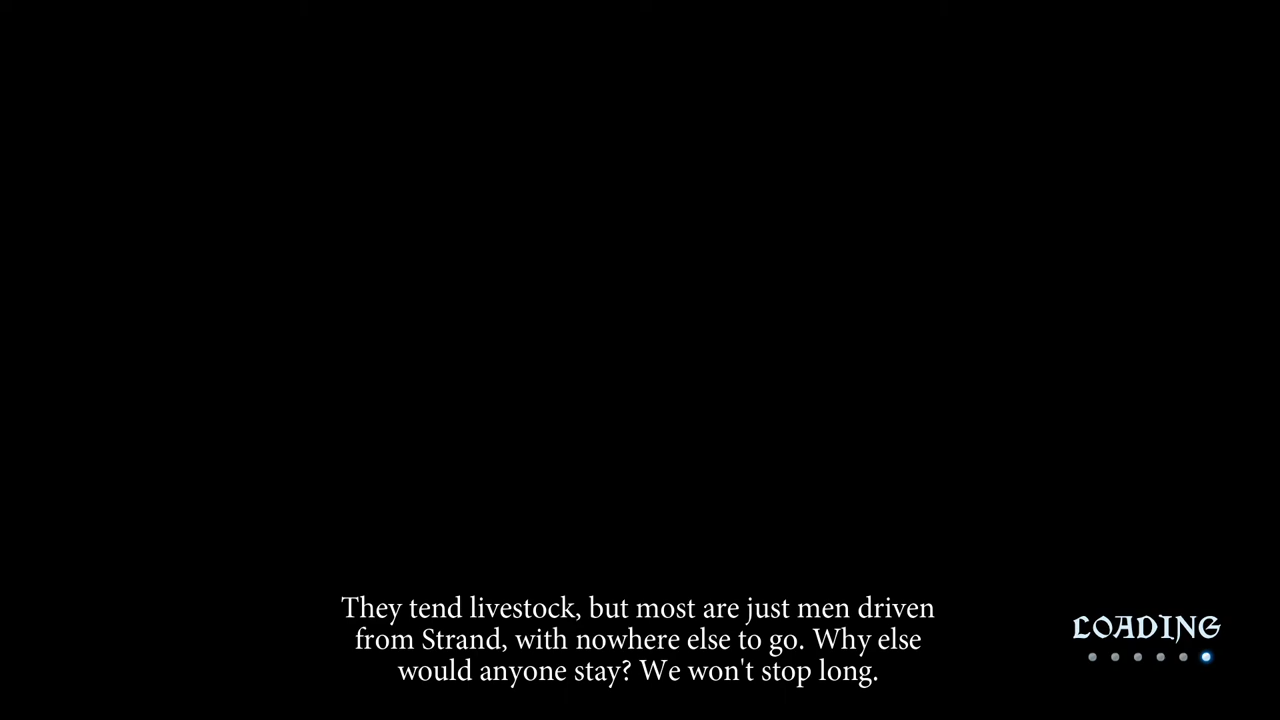 They tend livestock, but most are just men driven
from Strand, with nowhere else to go. Why else
would anyone stay? We won't stop long.
LOADING